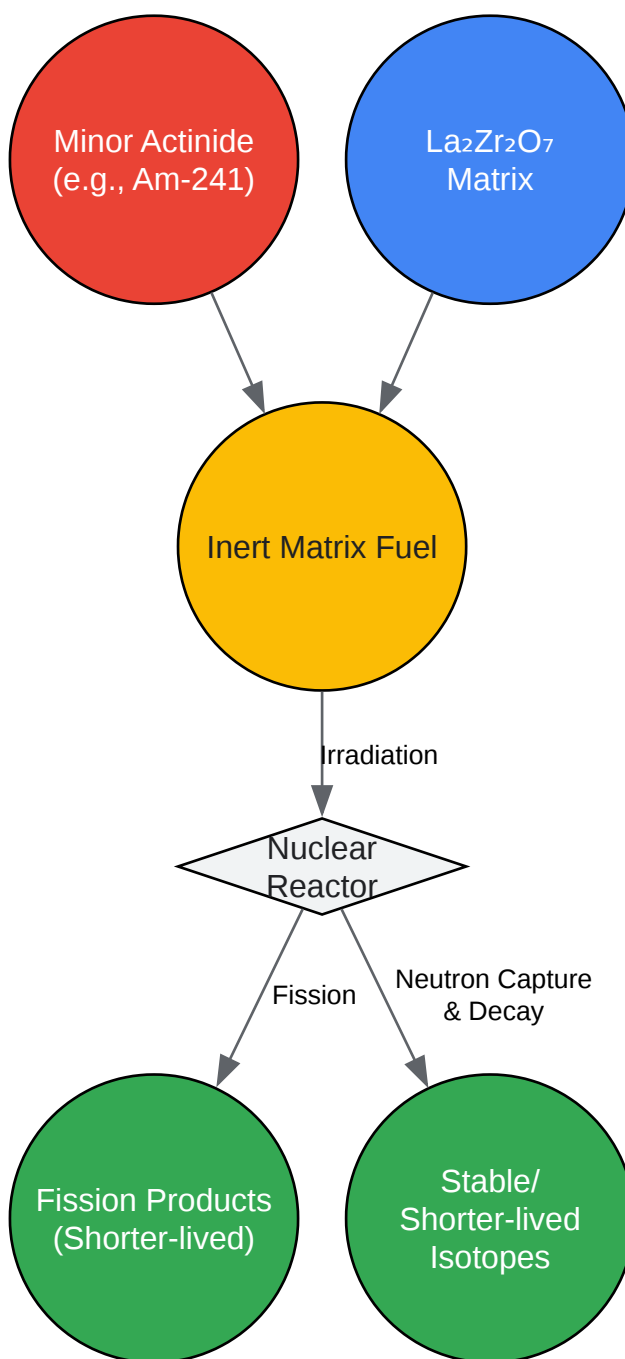 Minor Actinide
(e.g., Am-241)
La₂Zr₂O₇
Matrix
Inert Matrix Fuel
Irradiation
Nuclear
Reactor
Fission
Neutron Capture
& Decay
Fission Products
(Shorter-lived)
Stable/
Shorter-lived
Isotopes